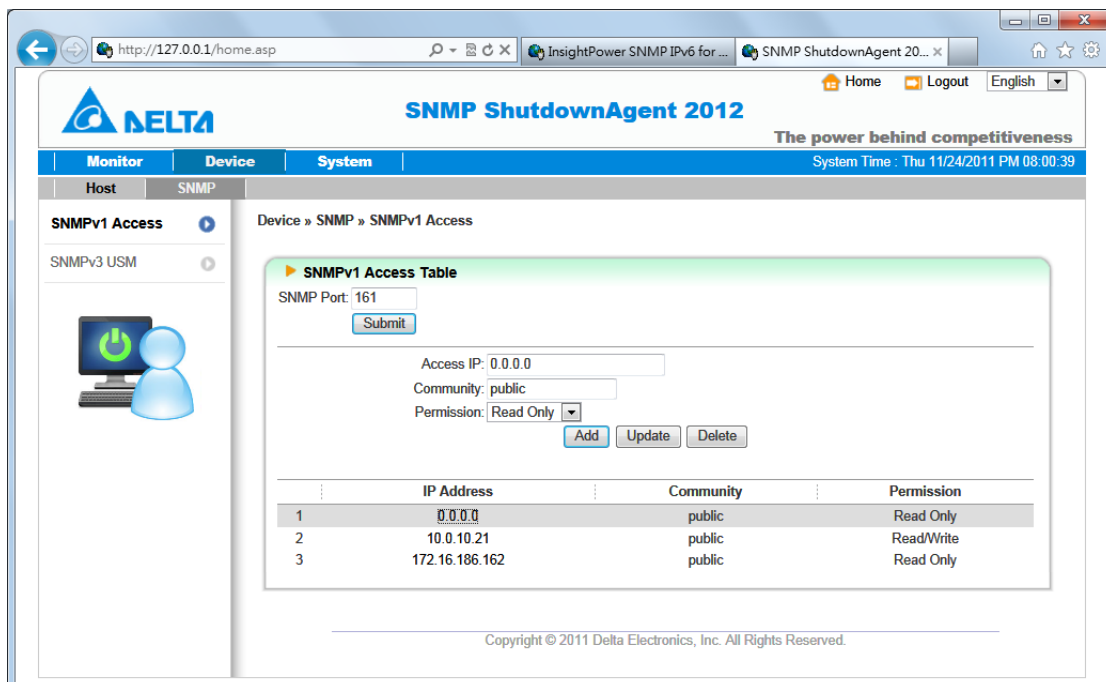 http://127.0.0.1/home.asp
InsightPower SNMP IPv6 for ...
SNMP ShutdownAgent 20...
Home
Logout
English
DELTA
SNMP ShutdownAgent 2012
The power behind competitiveness
Monitor Device System
System Time : Thu 11/24/2011 PM 08:00:39
Host SNMP
SNMPv1 Access
SNMPv3 USM
Device » SNMP » SNMPv1 Access
SNMPv1 Access Table
SNMP Port: 161
Submit
Access IP: 0.0.0.0
Community: public
Permission: Read Only
Add Update Delete
IP Address Community Permission
1 0.0.0.0 public Read Only
2 10.0.10.21 public Read/Write
3 172.16.186.162 public Read Only
Copyright © 2011 Delta Electronics, Inc. All Rights Reserved.